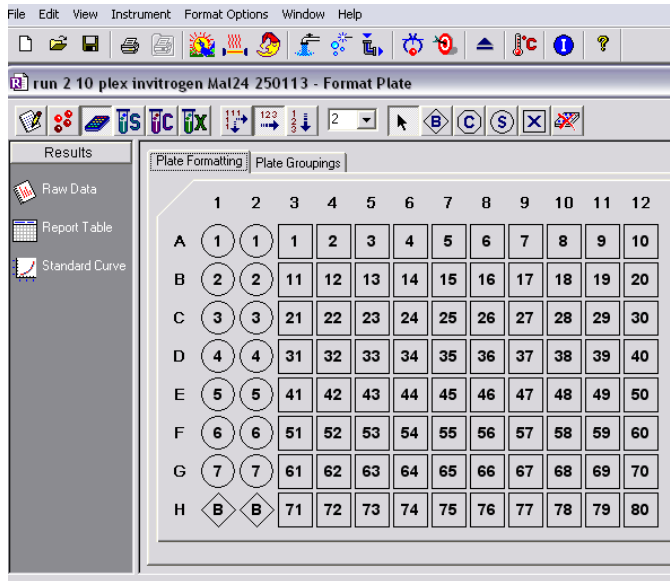 File Edit View Instrument Format Options Window Help
°C I ?
R run 2 10 plex invitrogen Mal24 250113 - Format Plate
S C X 111 123 1 2 3 2 B C S X
Results
Plate Formatting Plate Groupings
Raw Data
Report Table
Standard Curve
1 2 3 4 5 6 7 8 9 10 11 12
A 1 1 1 2 3 4 5 6 7 8 9 10
B 2 2 11 12 13 14 15 16 17 18 19 20
C 3 3 21 22 23 24 25 26 27 28 29 30
D 4 4 31 32 33 34 35 36 37 38 39 40
E 5 5 41 42 43 44 45 46 47 48 49 50
F 6 6 51 52 53 54 55 56 57 58 59 60
G 7 7 61 62 63 64 65 66 67 68 69 70
H B B 71 72 73 74 75 76 77 78 79 80